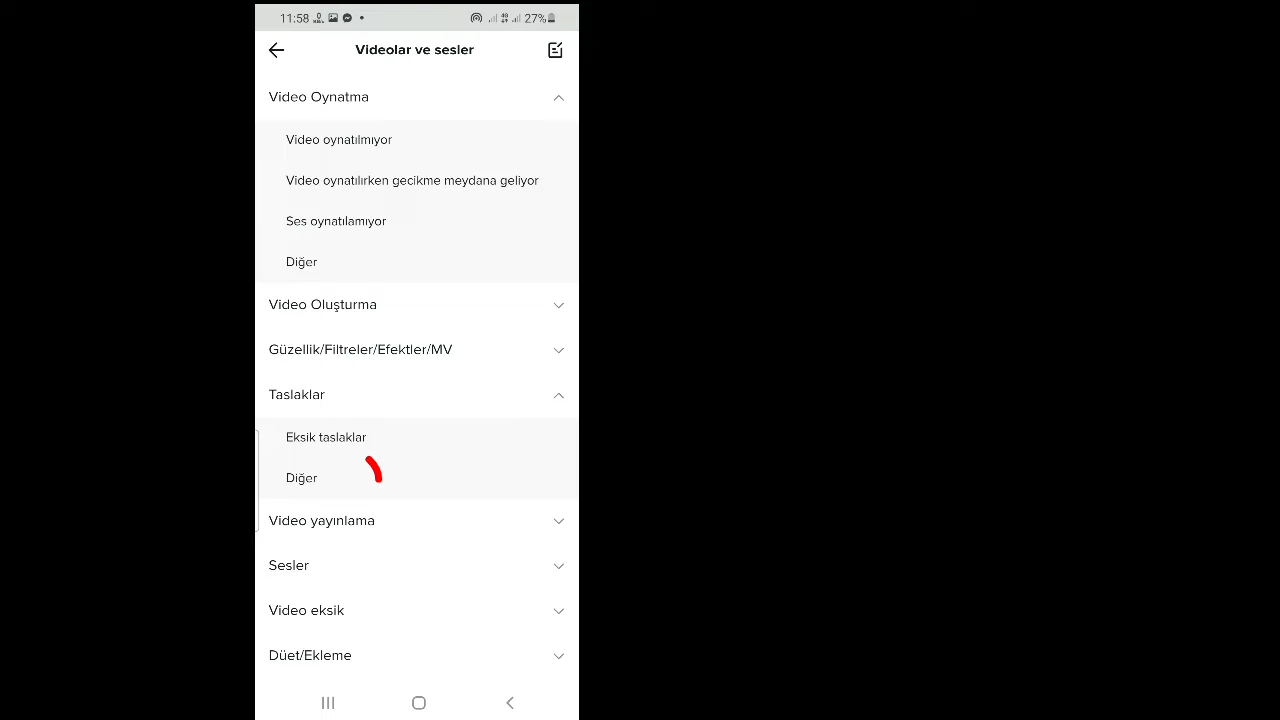 11:58 27%
Videolar ve sesler
Video Oynatma
Video oynatılmıyor
Video oynatılırken gecikme meydana geliyor
Ses oynatılamıyor
Diğer
Video Oluşturma
Güzellik/Filtreler/Efektler/MV
Taslaklar
Eksik taslaklar
Diğer
Video yayınlama
Sesler
Video eksik
Düet/Ekleme